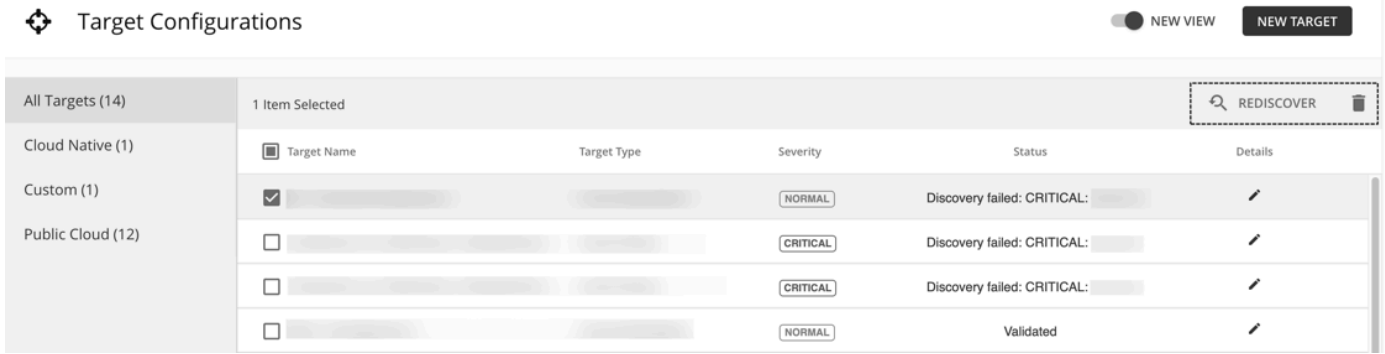 Target Configurations
NEW VIEW
NEW TARGET
All Targets (14)
Cloud Native (1)
Custom (1)
Public Cloud (12)
1 Item Selected
REDISCOVER
Target Name Target Type Severity Status Details
NORMAL Discovery failed: CRITICAL:
CRITICAL Discovery failed: CRITICAL:
CRITICAL Discovery failed: CRITICAL:
NORMAL Validated